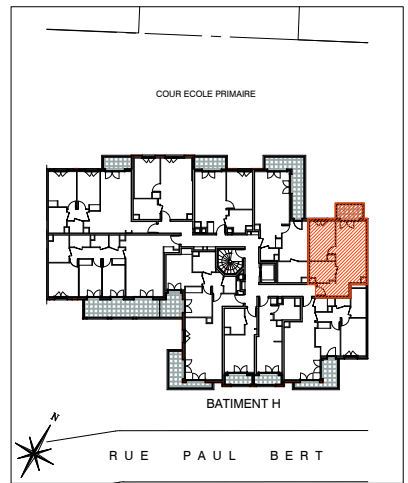 COUR ECOLE PRIMAIRE
BATIMENT H
N
RUE PAUL BERT